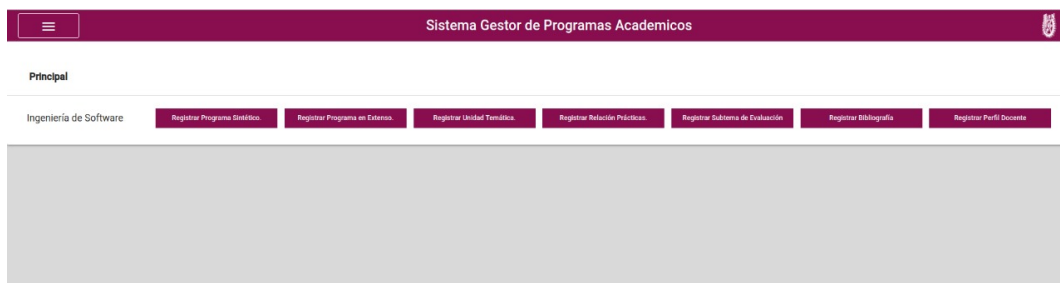 Sistema Gestor de Programas Academicos
Principal
Ingeniería de Software
Registrar Programa Sintético.
Registrar Programa en Extenso.
Registrar Unidad Temática.
Registrar Relación Prácticas.
Registrar Subtema de Evaluación
Registrar Bibliografía
Registrar Perfil Docente